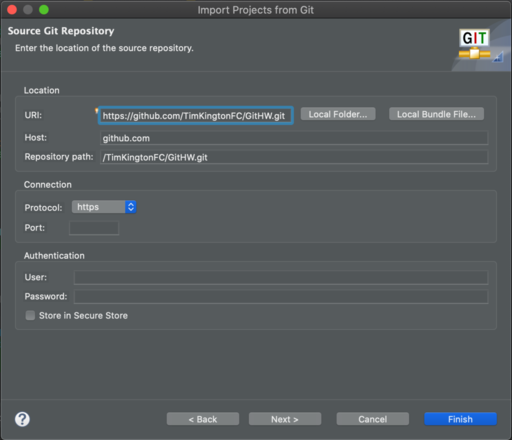 Import Projects from Git
Source Git Repository
Enter the location of the source repository.
GIT
Location
URI: https://github.com/TimKingtonFC/GitHW.git Local Folder... Local Bundle File...
Host: github.com
Repository path: /TimKingtonFC/GitHW.git
Connection
Protocol: https
Port:
Authentication
User:
Password:
Store in Secure Store
? < Back Next > Cancel Finish